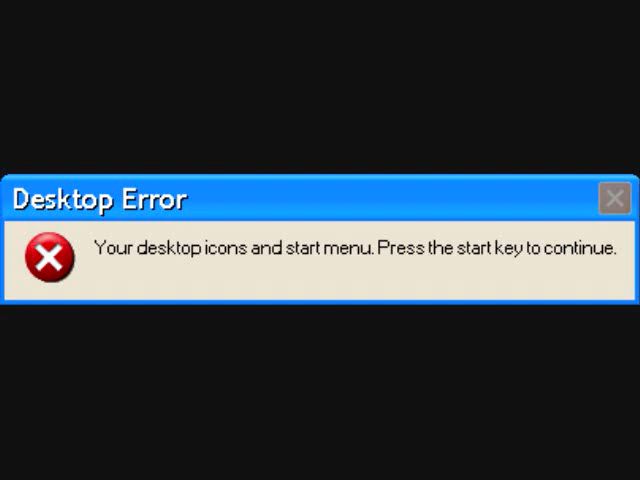 Desktop Error
Your desktop icons and start menu. Press the start key to continue.